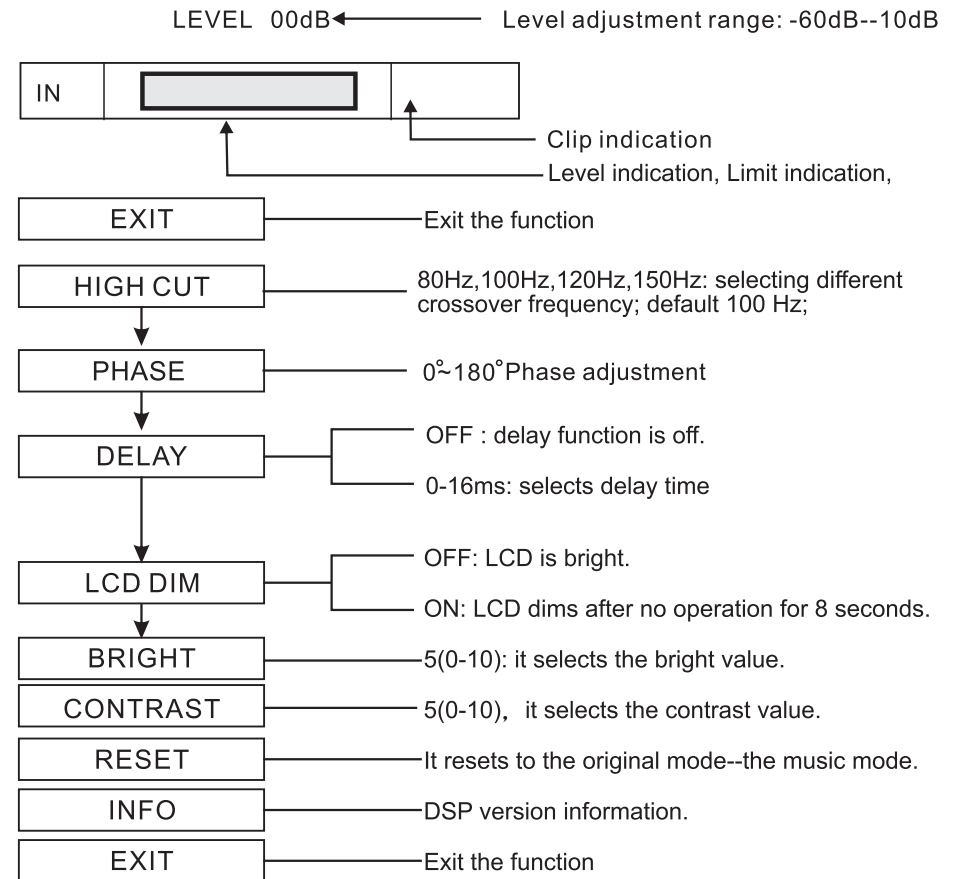 LEVEL 00dB Level adjustment range: -60dB--10dB
IN
Clip indication
Level indication, Limit indication,
EXIT Exit the function
HIGH CUT 80Hz,100Hz,120Hz,150Hz: selecting different
crossover frequency; default 100 Hz;
PHASE 0°~180°Phase adjustment
OFF : delay function is off.
DELAY
0-16ms: selects delay time
OFF: LCD is bright.
LCD DIM
ON: LCD dims after no operation for 8 seconds.
BRIGHT 5(0-10): it selects the bright value.
CONTRAST 5(0-10), it selects the contrast value.
RESET It resets to the original mode--the music mode.
INFO DSP version information.
EXIT Exit the function